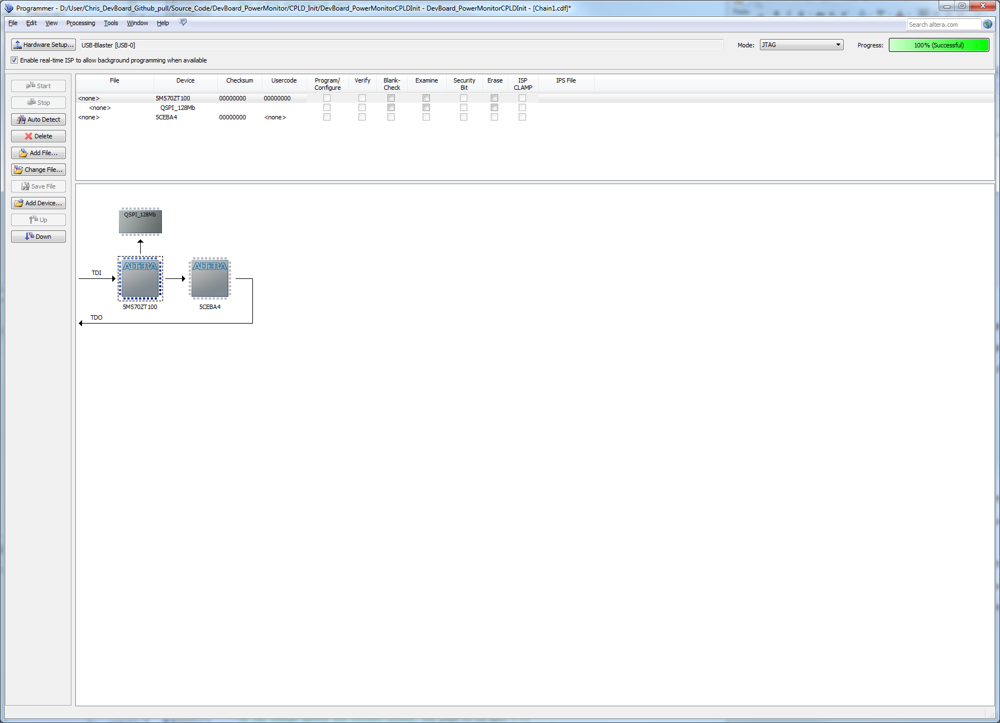 Programmer - D:/User/Chris_DevBoard_Github_pull/Source_Code/DevBoard_PowerMonitor/CPLD_Init/DevBoard_PowerMonitorCPLDInit - DevBoard_PowerMonitorCPLDInit - [Chain1.cdf]*
File Edit View Processing Tools Window Help
Search altera.com
Hardware Setup... USB-Blaster [USB-0] Mode: JTAG Progress: 100% (Successful)
Enable real-time ISP to allow background programming when available
Start
Stop
Auto Detect
Delete
Add File...
Change File...
Save File
Add Device...
Up
Down
File Device Checksum Usercode Program/ Configure Verify Blank- Check Examine Security Bit Erase ISP CLAMP IPS File
<none> 5M570ZT100 00000000 00000000
<none> QSPI_128Mb
<none> 5CEBA4 00000000 <none>
QSPI_128Mb
ALTERA ALTERA
TDI
5M570ZT100 5CEBA4
TDO